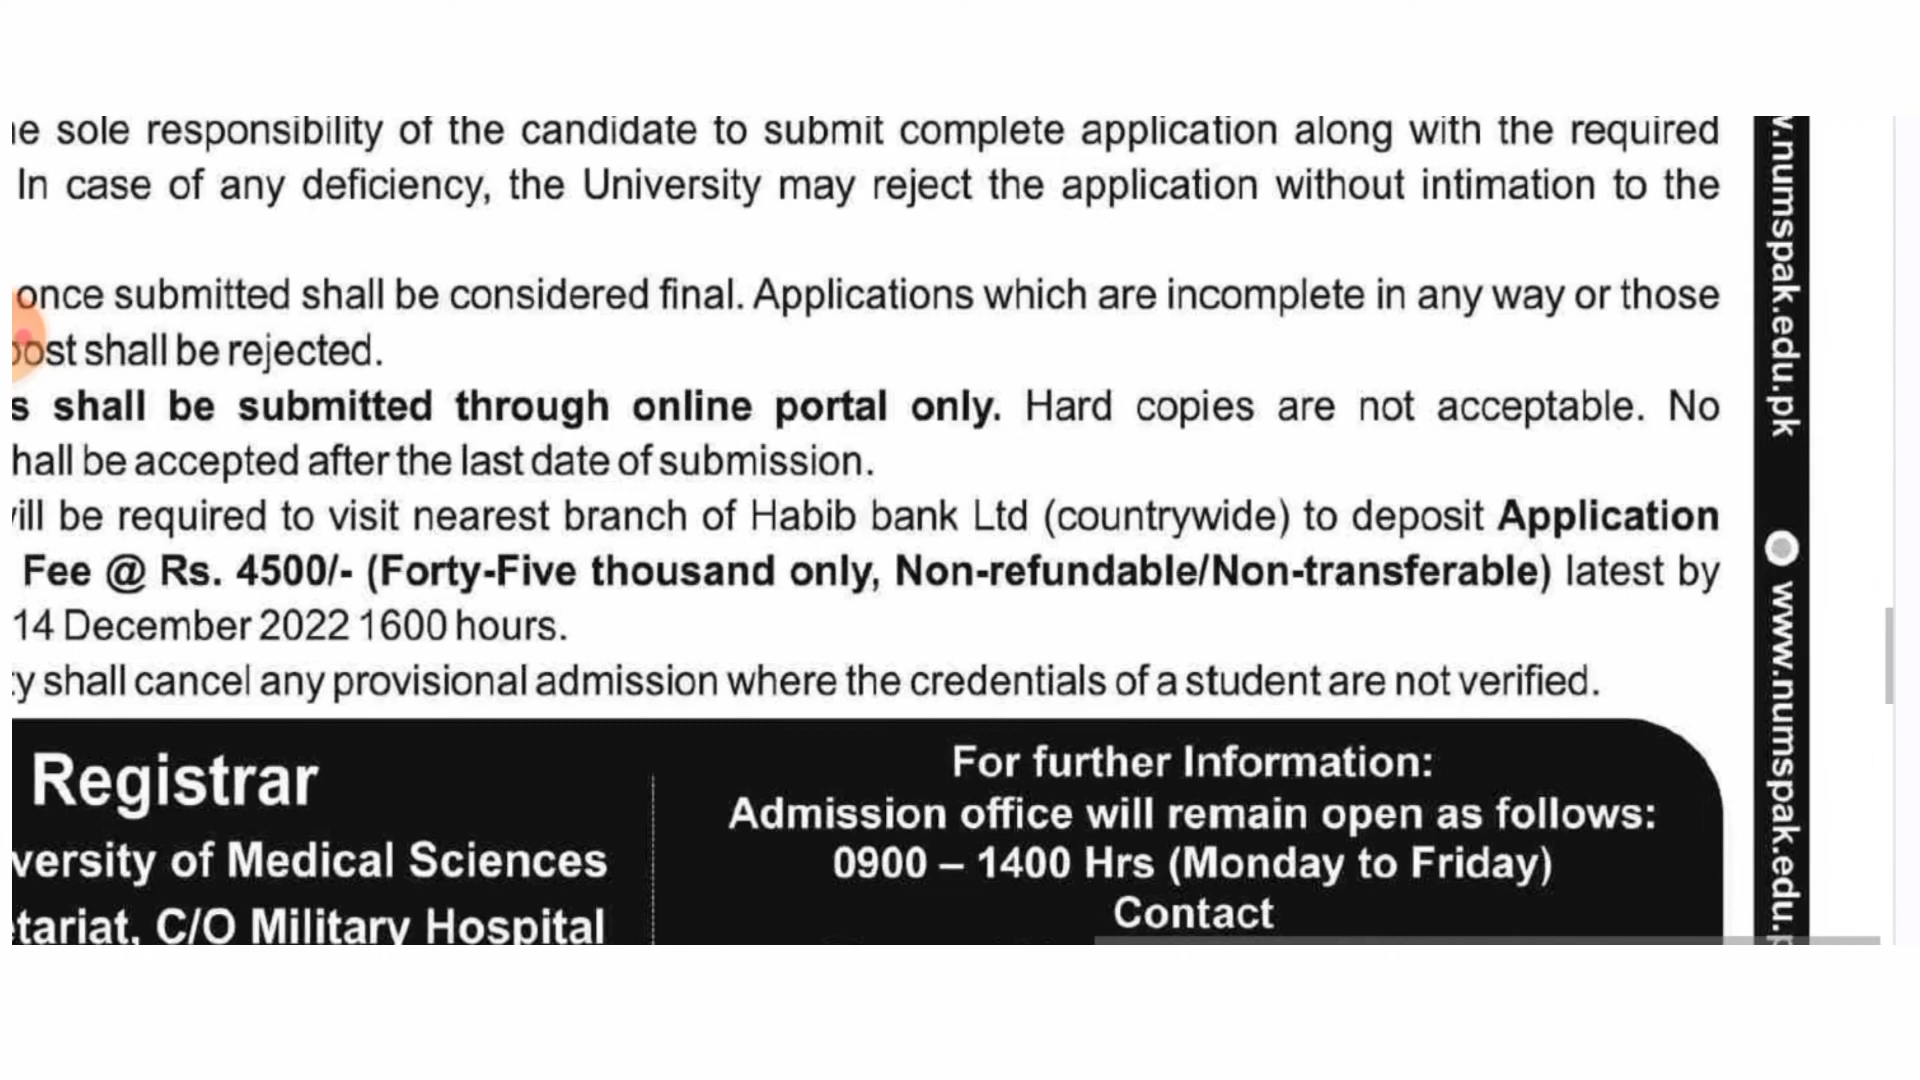 sole responsibility of the candidate to submit complete application along with the required
In case of any deficiency, the University may reject the application without intimation to the
once submitted shall be considered final. Applications which are incomplete in any way or those
post shall be rejected.
s shall be submitted through online portal only. Hard copies are not acceptable. No
hall be accepted after the last date of submission.
ill be required to visit nearest branch of Habib bank Ltd (countrywide) to deposit Application
Fee @ Rs. 4500/- (Forty-Five thousand only, Non-refundable/Non-transferable) latest by
14 December 2022 1600 hours.
y shall cancel any provisional admission where the credentials of a student are not verified.
Registrar
versity of Medical Sciences
tariat, C/O Military Hospital
For further Information:
Admission office will remain open as follows:
0900 – 1400 Hrs (Monday to Friday)
Contact
.numspak.edu.pk
www.numspak.edu.p